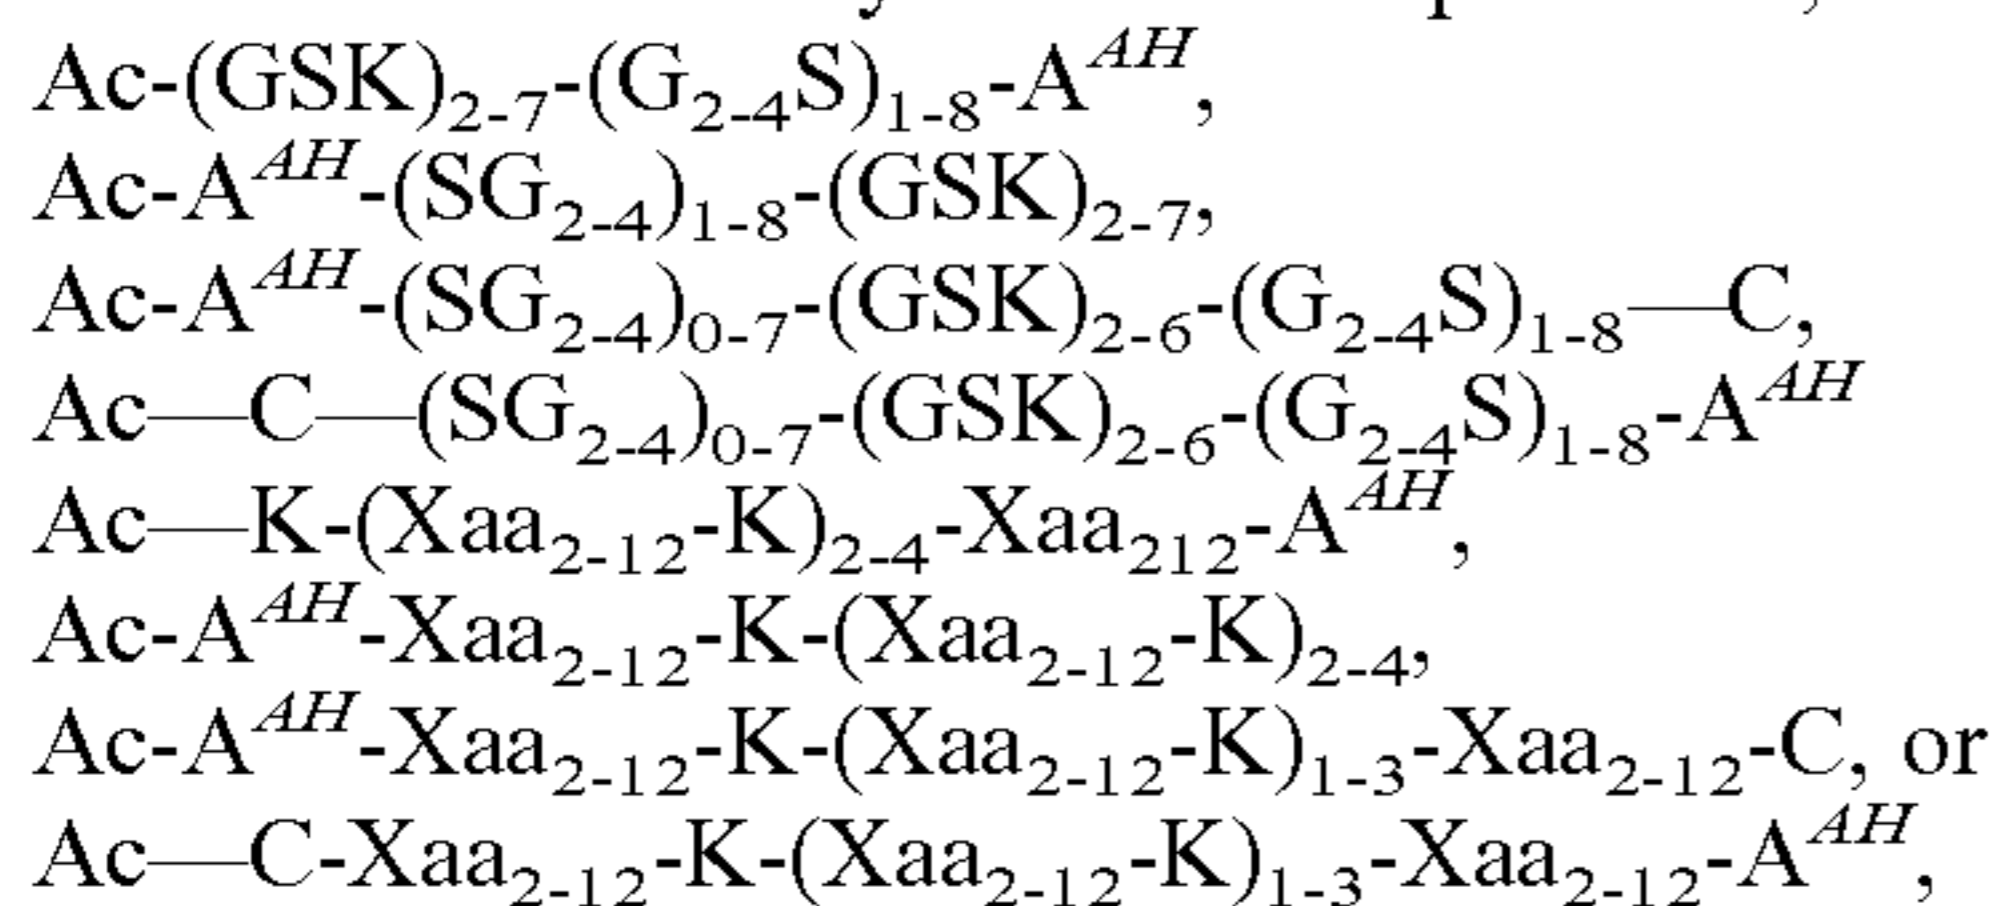 Ac-(GSK)₂₋₇-(G₂₋₄S)₁₋₈-Aᴬᴴ,
Ac-Aᴬᴴ-(SG₂₋₄)₁₋₈-(GSK)₂₋₇,
Ac-Aᴬᴴ-(SG₂₋₄)₀₋₇-(GSK)₂₋₆-(G₂₋₄S)₁₋₈—C,
Ac—C—(SG₂₋₄)₀₋₇-(GSK)₂₋₆-(G₂₋₄S)₁₋₈-Aᴬᴴ
Ac—K-(Xaa₂₋₁₂-K)₂₋₄-Xaa₂₁₂-Aᴬᴴ,
Ac-Aᴬᴴ-Xaa₂₋₁₂-K-(Xaa₂₋₁₂-K)₂₋₄,
Ac-Aᴬᴴ-Xaa₂₋₁₂-K-(Xaa₂₋₁₂-K)₁₋₃-Xaa₂₋₁₂-C, or
Ac—C-Xaa₂₋₁₂-K-(Xaa₂₋₁₂-K)₁₋₃-Xaa₂₋₁₂-Aᴬᴴ,